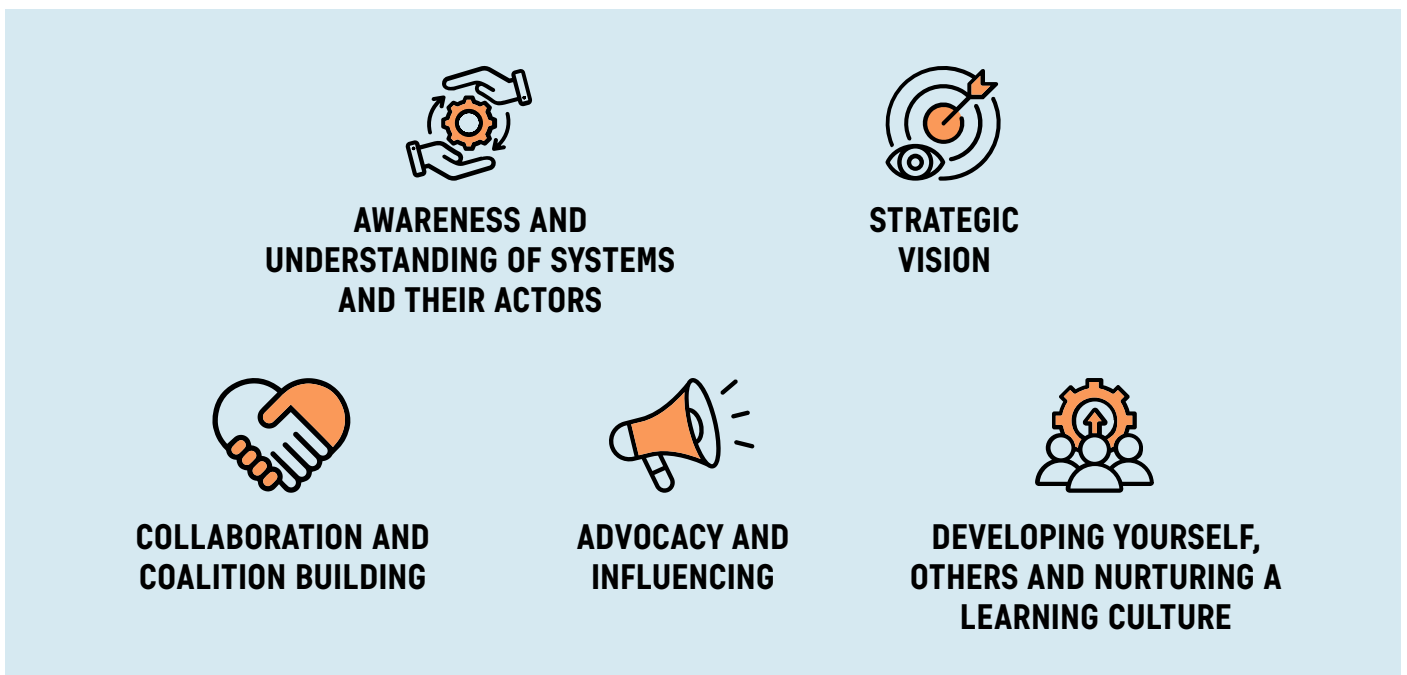 AWARENESS AND
UNDERSTANDING OF SYSTEMS
AND THEIR ACTORS
STRATEGIC
VISION
COLLABORATION AND
COALITION BUILDING
ADVOCACY AND
INFLUENCING
DEVELOPING YOURSELF,
OTHERS AND NURTURING A
LEARNING CULTURE